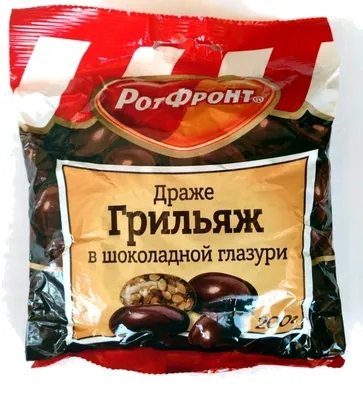 РотФронт®
Драже
Грильяж
в шоколадной глазури
200г